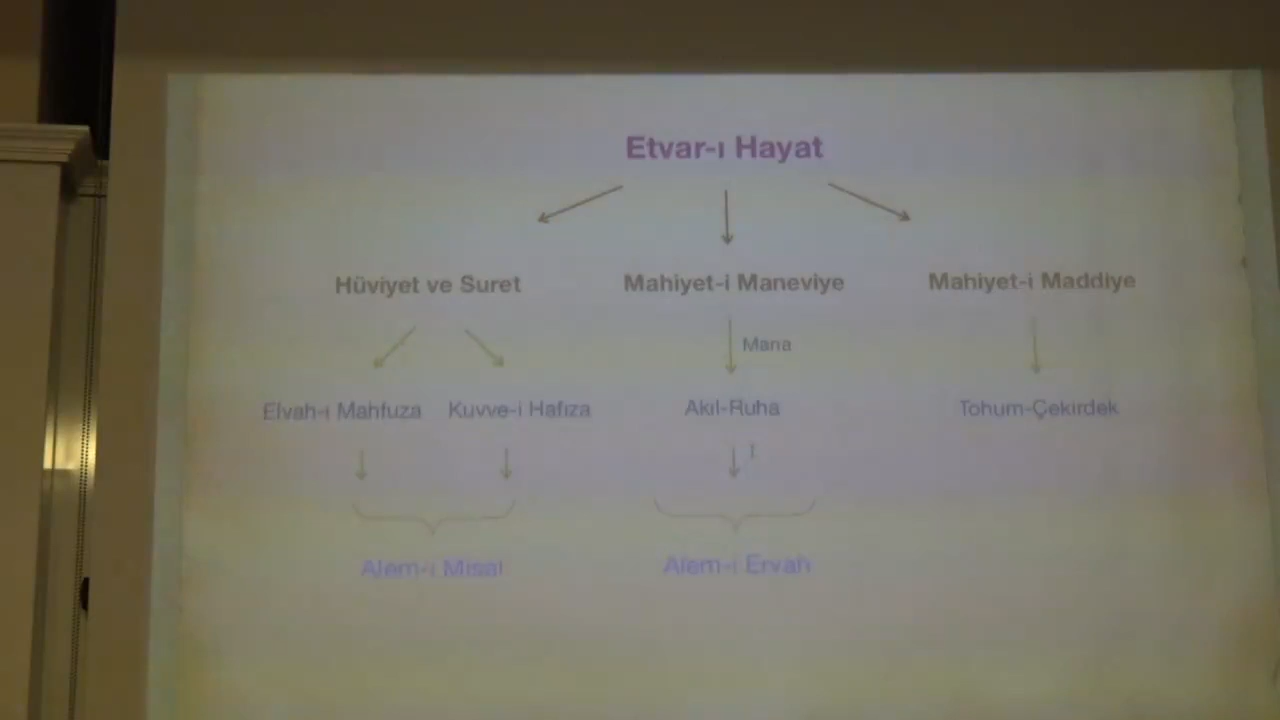 Etvar-ı Hayat
Hüviyet ve Suret
Mahiyet-i Maneviye
Mahiyet-i Maddiye
Mana
Elvah-ı Mahfuza
Kuvve-i Hafıza
Akıl-Ruha
Tohum-Çekirdek
Alem-i Misal
Alem-i Ervah